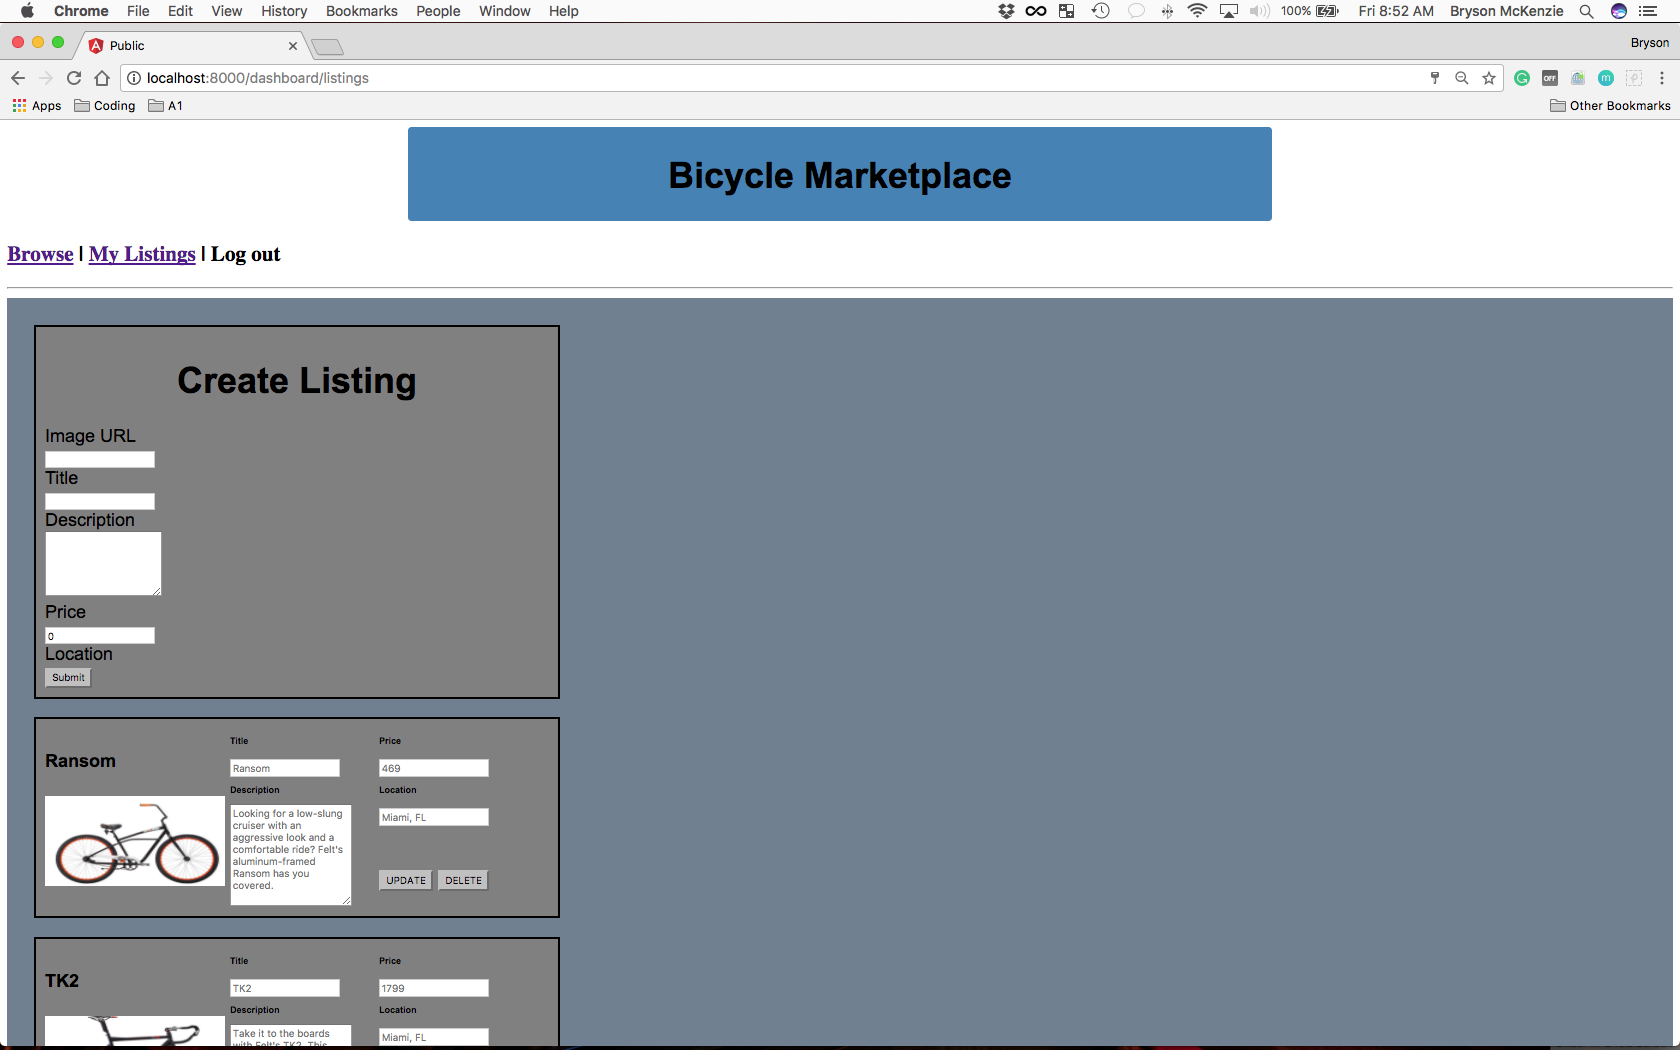 Chrome File Edit View History Bookmarks People Window Help 100% Fri 8:52 AM Bryson McKenzie
Public Bryson
localhost:8000/dashboard/listings
Apps Coding A1 Other Bookmarks
Bicycle Marketplace
Browse | My Listings | Log out
Create Listing
Image URL
Title
Description
Price
0
Location
Submit
Ransom
Title
Ransom
Description
Looking for a low-slung
cruiser with an
aggressive look and a
comfortable ride? Felt's
aluminum-framed
Ransom has you
covered.
Price
469
Location
Miami, FL
UPDATE DELETE
TK2
Title
TK2
Description
Take it to the boards
with Felt's TK2. This
Price
1799
Location
Miami, FL